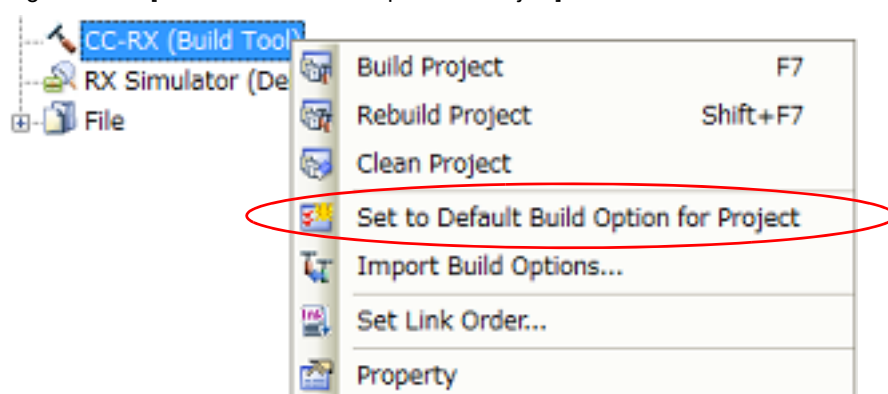 CC-RX (Build Tool)
RX Simulator (De
File
Build Project F7
Rebuild Project Shift+F7
Clean Project
Set to Default Build Option for Project
Import Build Options...
Set Link Order...
Property